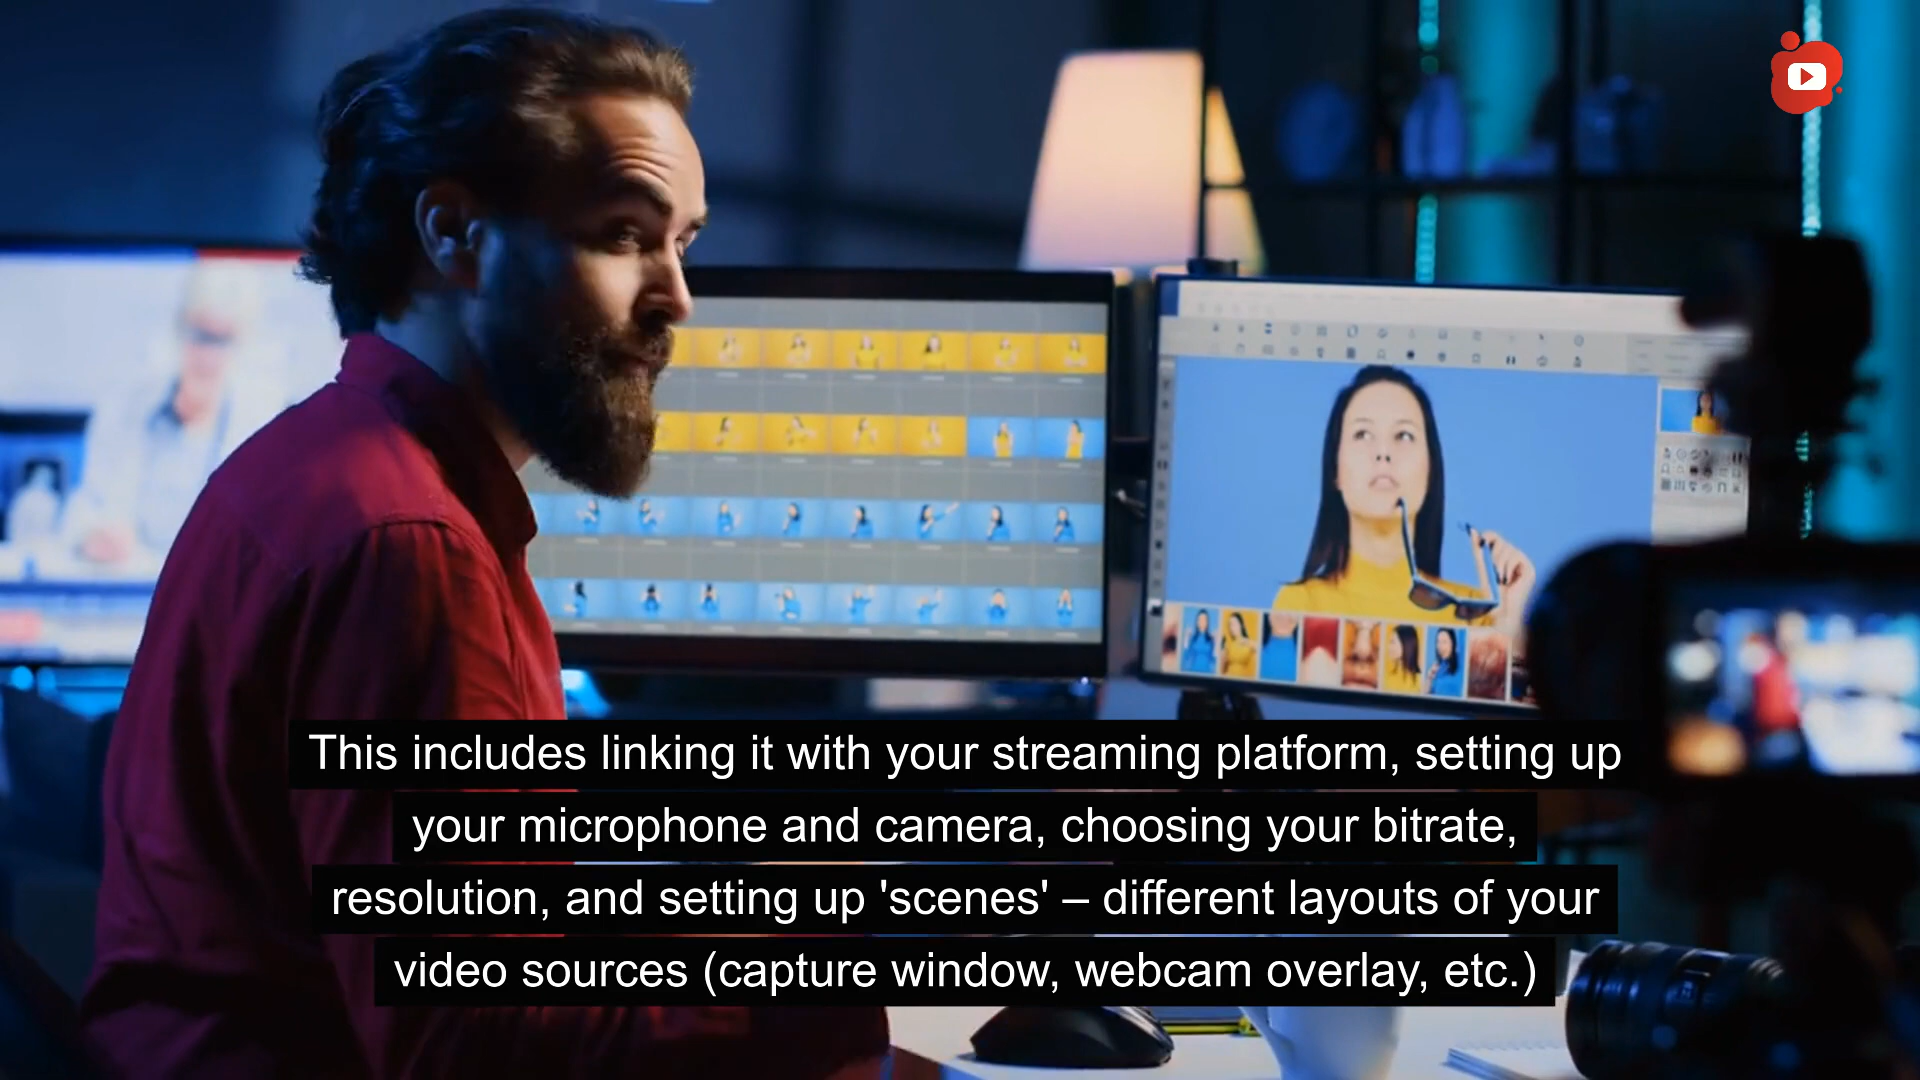 This includes linking it with your streaming platform, setting up
your microphone and camera, choosing your bitrate,
resolution, and setting up 'scenes' – different layouts of your
video sources (capture window, webcam overlay, etc.)